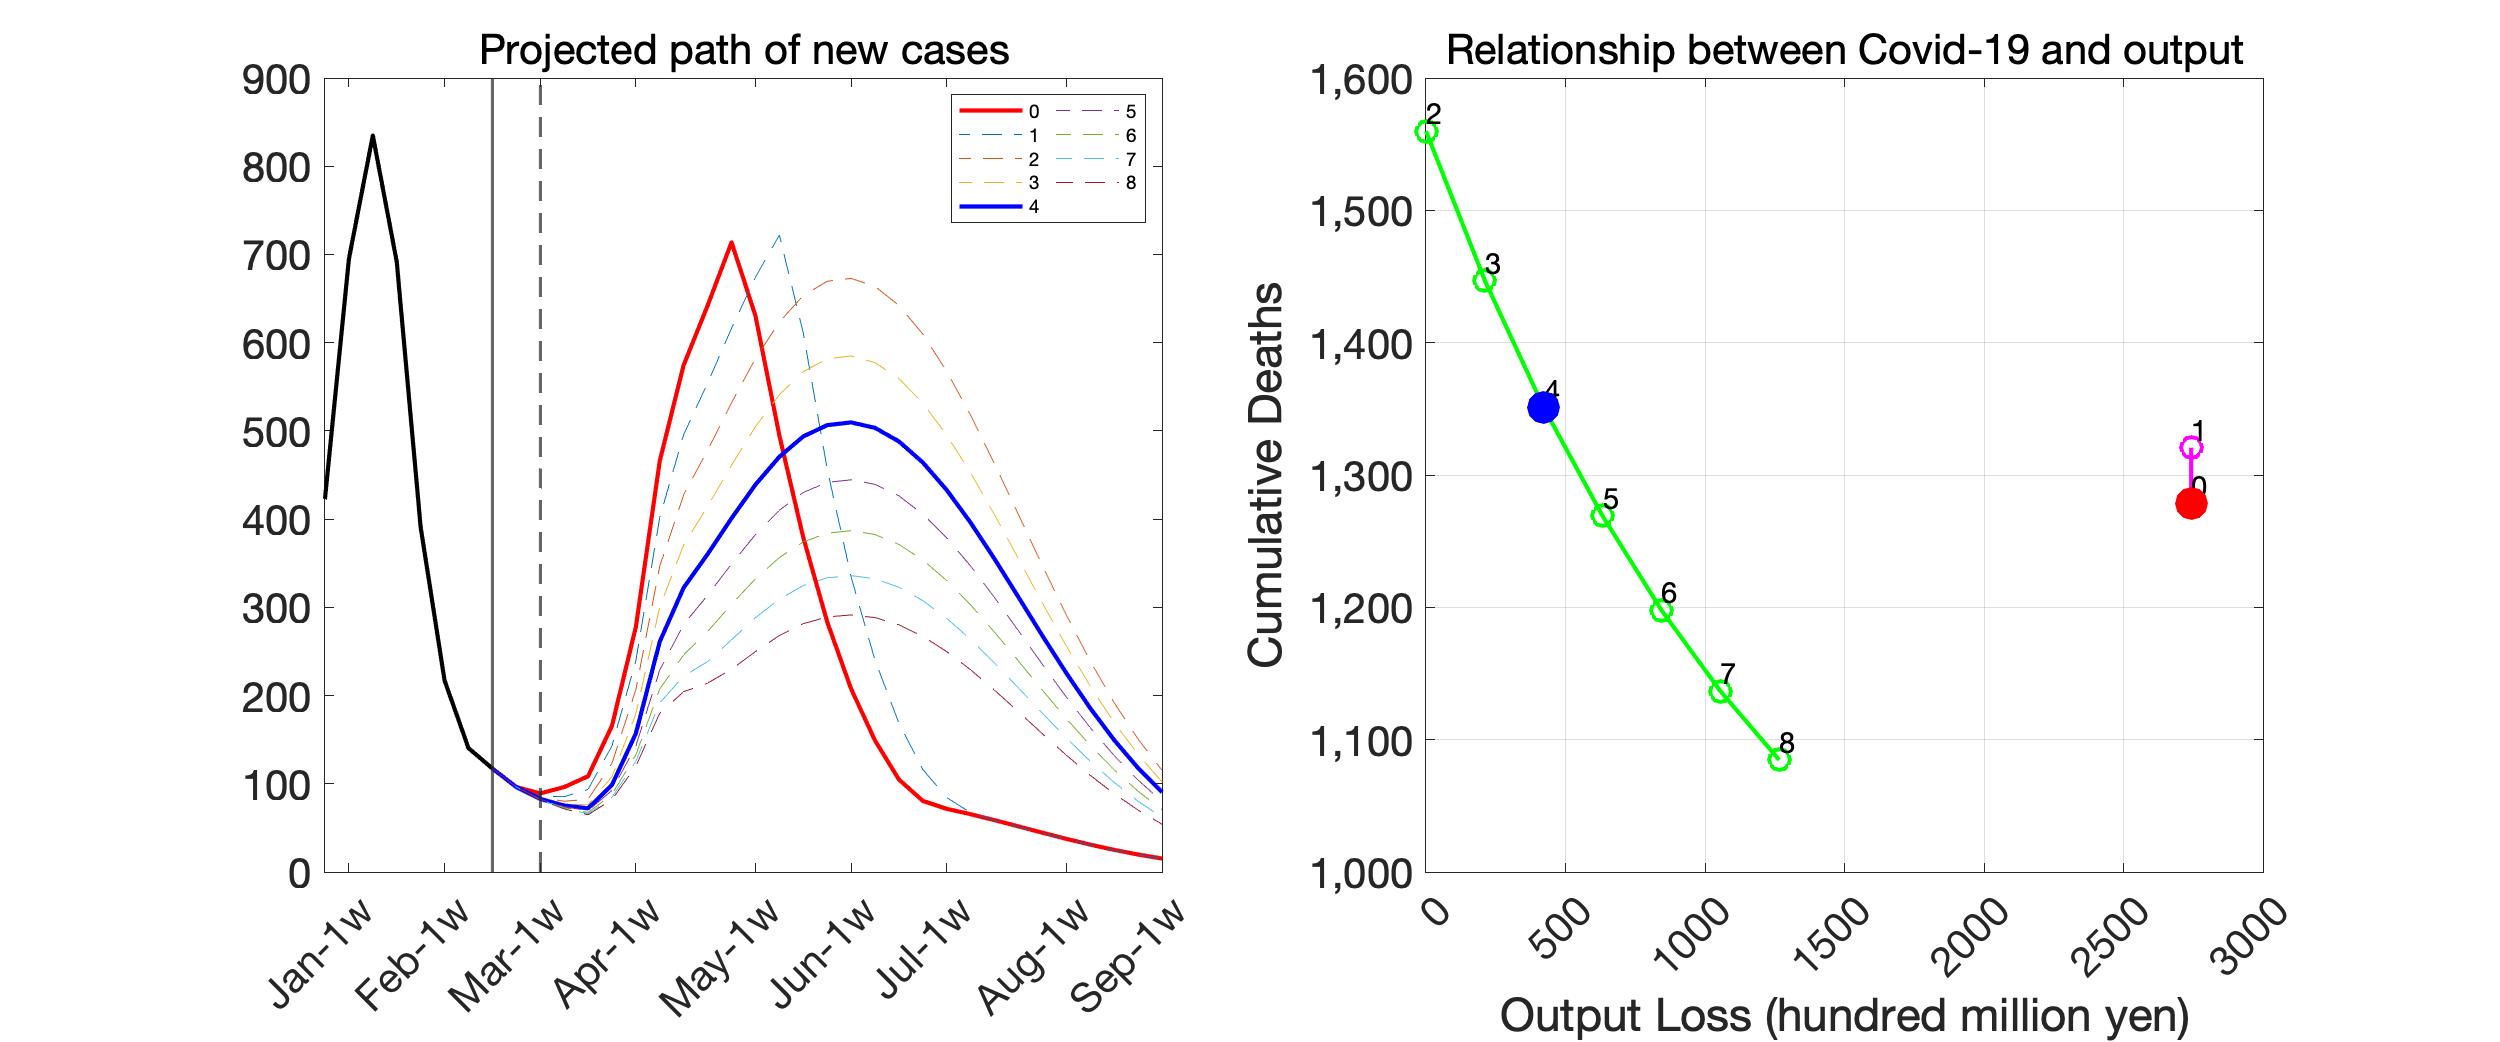 Projected path of new cases
900
800
700
600
500
400
300
200
100
0
0 5
1 6
2 7
3 8
4
Jan-1w
Feb-1w
Mar-1w
Apr-1w
May-1w
Jun-1w
Jul-1w
Aug-1w
Sep-1w
Relationship between Covid-19 and output
Cumulative Deaths
1,600
1,500
1,400
1,300
1,200
1,100
1,000
2
3
4
1
0
5
6
7
8
0
500
1000
1500
2000
2500
3000
Output Loss (hundred million yen)